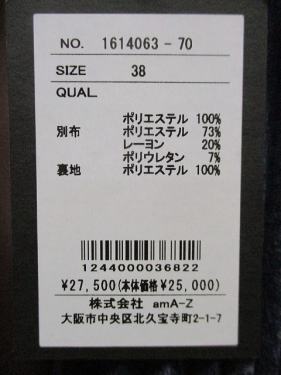 NO. 1614063-70
SIZE 38
QUAL.
ポリエステル 100%
別布 ポリエステル 73%
レーヨン 20%
ポリウレタン 7%
裏地 ポリエステル 100%
1244000036822
¥27,500(本体価格¥25,000)
株式会社 amA-Z
大阪市中央区北久宝寺町2-1-7